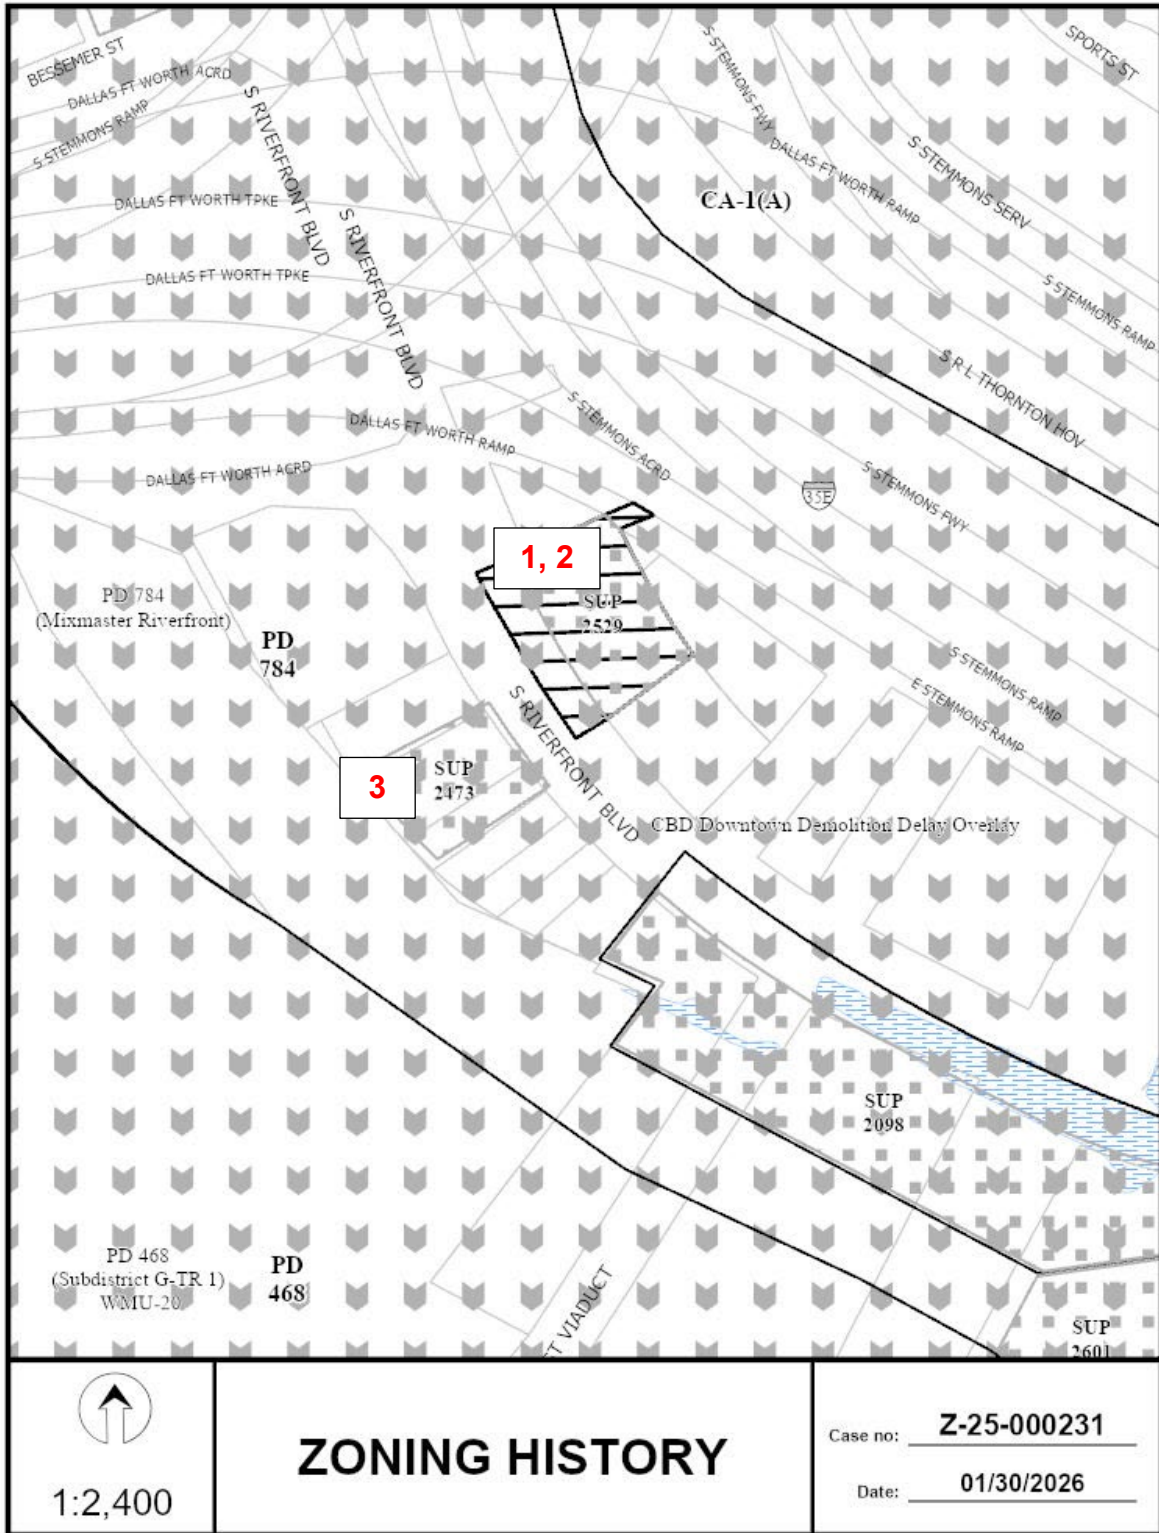 SPORTS ST
BESSEMER ST
DALLAS FT WORTH ACRD
S STEMMONS RAMP
S RIVERFRONT BLVD
S STEMMONS FWY
DALLAS FT WORTH RAMP
S STEMMONS SERV
CA-1(A)
DALLAS FT WORTH TPKE
S RIVERFRONT BLVD
DALLAS FT WORTH TPKE
S STEMMONS RAMP
S R L THORNTON HOV
DALLAS FT WORTH RAMP
S STEMMONS ACRD
DALLAS FT WORTH ACRD
S STEMMONS FWY
35E
1, 2
PD 784
(Mixmaster Riverfront)
PD
784
SUP
2529
S STEMMONS RAMP
E STEMMONS RAMP
S RIVERFRONT BLVD
3
SUP
2473
CBD Downtown Demolition Delay Overlay
SUP
2098
PD 468
(Subdistrict G-TR 1)
WMU-20
PD
468
ET VIADUCT
SUP
2601
1:2,400
ZONING HISTORY
Case no: Z-25-000231
Date: 01/30/2026